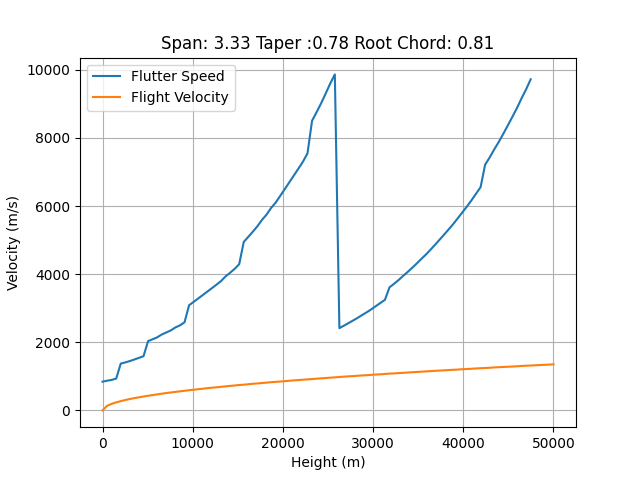 Span: 3.33 Taper :0.78 Root Chord: 0.81
Flutter Speed
Flight Velocity
10000
8000
6000
4000
2000
0
Velocity (m/s)
0 10000 20000 30000 40000 50000
Height (m)